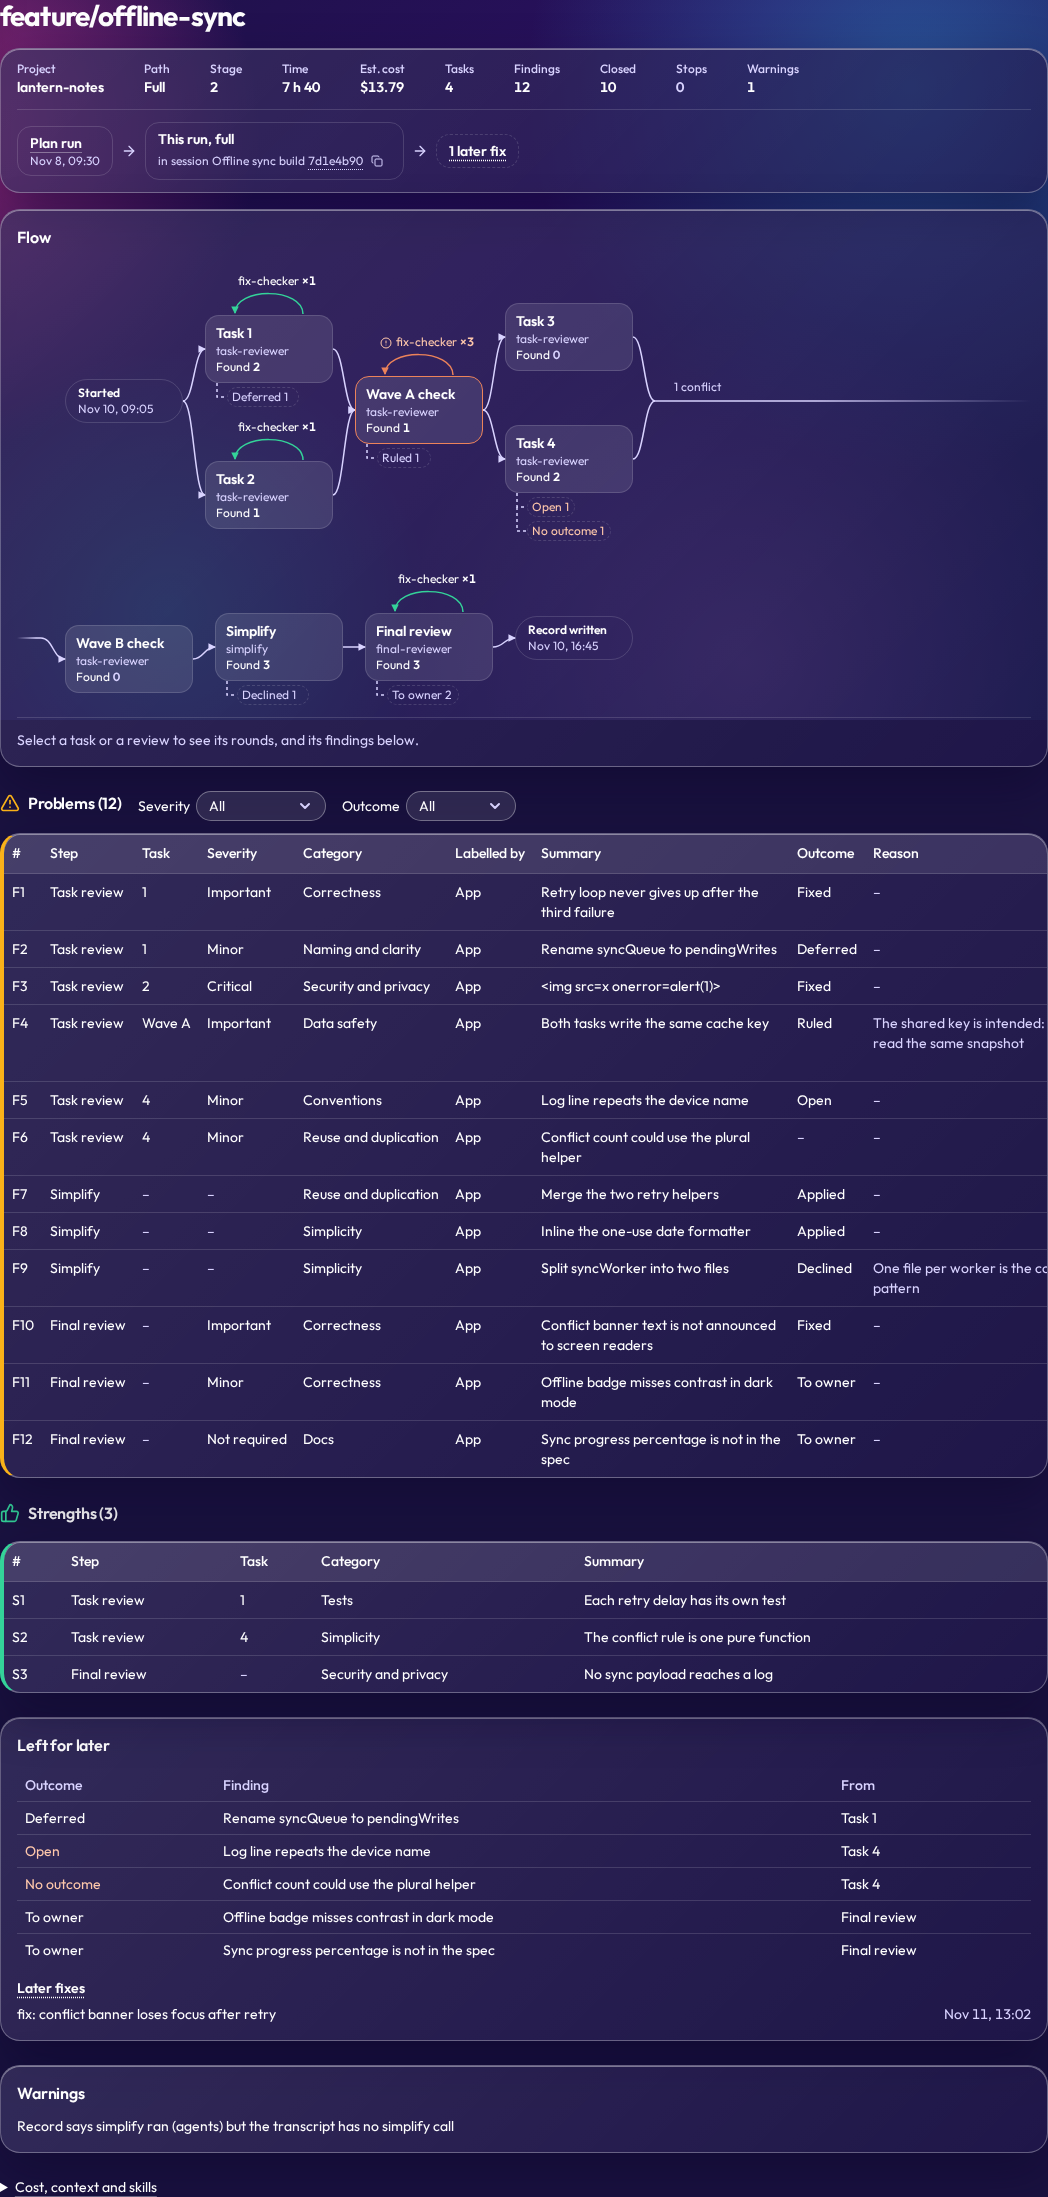 feature/offline-sync
Project Path Stage Time Est. cost Tasks Findings Closed Stops Warnings
lantern-notes Full 2 7 h 40 $13.79 4 12 10 0 1
Plan run
Nov 8, 09:30
This run, full
in session Offline sync build 7d1e4b90
1 later fix
Flow
fix-checker ×1
Task 1
task-reviewer
Found 2
Deferred 1
Started
Nov 10, 09:05
fix-checker ×1
Task 2
task-reviewer
Found 1
fix-checker ×3
Wave A check
task-reviewer
Found 1
Ruled 1
Task 3
task-reviewer
Found 0
1 conflict
Task 4
task-reviewer
Found 2
Open 1
No outcome 1
Wave B check
task-reviewer
Found 0
Simplify
simplify
Found 3
Declined 1
fix-checker ×1
Final review
final-reviewer
Found 3
To owner 2
Record written
Nov 10, 16:45
Select a task or a review to see its rounds, and its findings below.
Problems (12) Severity All Outcome All
# Step Task Severity Category Labelled by Summary Outcome Reason
F1 Task review 1 Important Correctness App Retry loop never gives up after the Fixed –
third failure
F2 Task review 1 Minor Naming and clarity App Rename syncQueue to pendingWrites Deferred –
F3 Task review 2 Critical Security and privacy App <img src=x onerror=alert(1)> Fixed –
F4 Task review Wave A Important Data safety App Both tasks write the same cache key Ruled The shared key is intended:
read the same snapshot
F5 Task review 4 Minor Conventions App Log line repeats the device name Open –
F6 Task review 4 Minor Reuse and duplication App Conflict count could use the plural – –
helper
F7 Simplify – – Reuse and duplication App Merge the two retry helpers Applied –
F8 Simplify – – Simplicity App Inline the one-use date formatter Applied –
F9 Simplify – – Simplicity App Split syncWorker into two files Declined One file per worker is the
pattern
F10 Final review – Important Correctness App Conflict banner text is not announced Fixed –
to screen readers
F11 Final review – Minor Correctness App Offline badge misses contrast in dark To owner –
mode
F12 Final review – Not required Docs App Sync progress percentage is not in the To owner –
spec
Strengths (3)
# Step Task Category Summary
S1 Task review 1 Tests Each retry delay has its own test
S2 Task review 4 Simplicity The conflict rule is one pure function
S3 Final review – Security and privacy No sync payload reaches a log
Left for later
Outcome Finding From
Deferred Rename syncQueue to pendingWrites Task 1
Open Log line repeats the device name Task 4
No outcome Conflict count could use the plural helper Task 4
To owner Offline badge misses contrast in dark mode Final review
To owner Sync progress percentage is not in the spec Final review
Later fixes
fix: conflict banner loses focus after retry Nov 11, 13:02
Warnings
Record says simplify ran (agents) but the transcript has no simplify call
Cost, context and skills